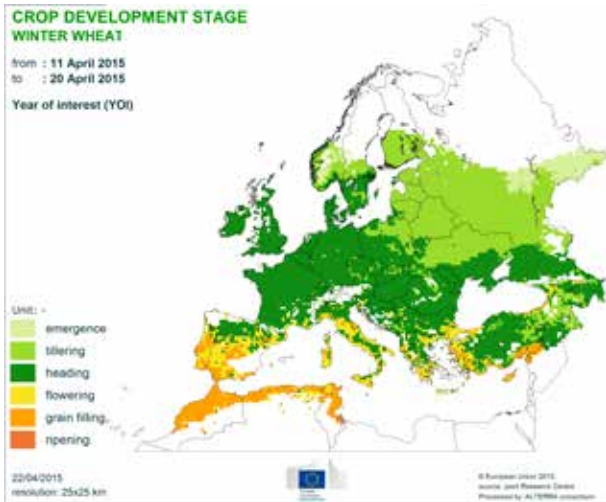 CROP DEVELOPMENT STAGE
WINTER WHEAT
from : 11 April 2015
to : 20 April 2015
Year of interest (YOI)
Unit: -
emergence
tillering
heading
flowering
grain filling
ripening
22/04/2015
resolution: 25x25 km
© European Union 2015
source: Joint Research Centre
Processed by ALTERRA consortium